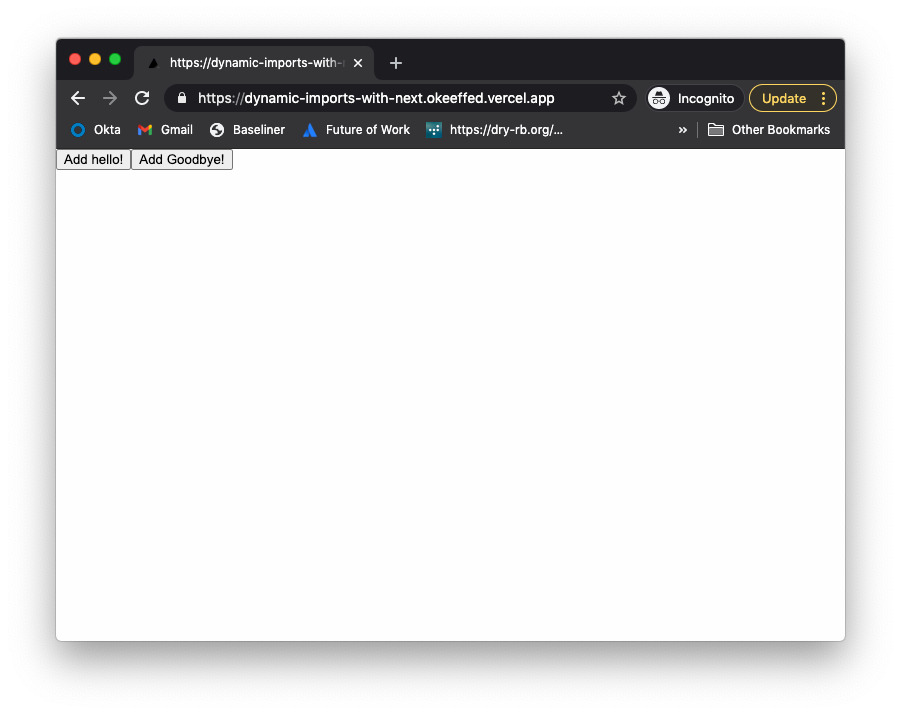 https://dynamic-imports-with-
https://dynamic-imports-with-next.okeeffed.vercel.app
Incognito
Update
Okta
Gmail
Baseliner
Future of Work
https://dry-rb.org/...
»
Other Bookmarks
Add hello!
Add Goodbye!